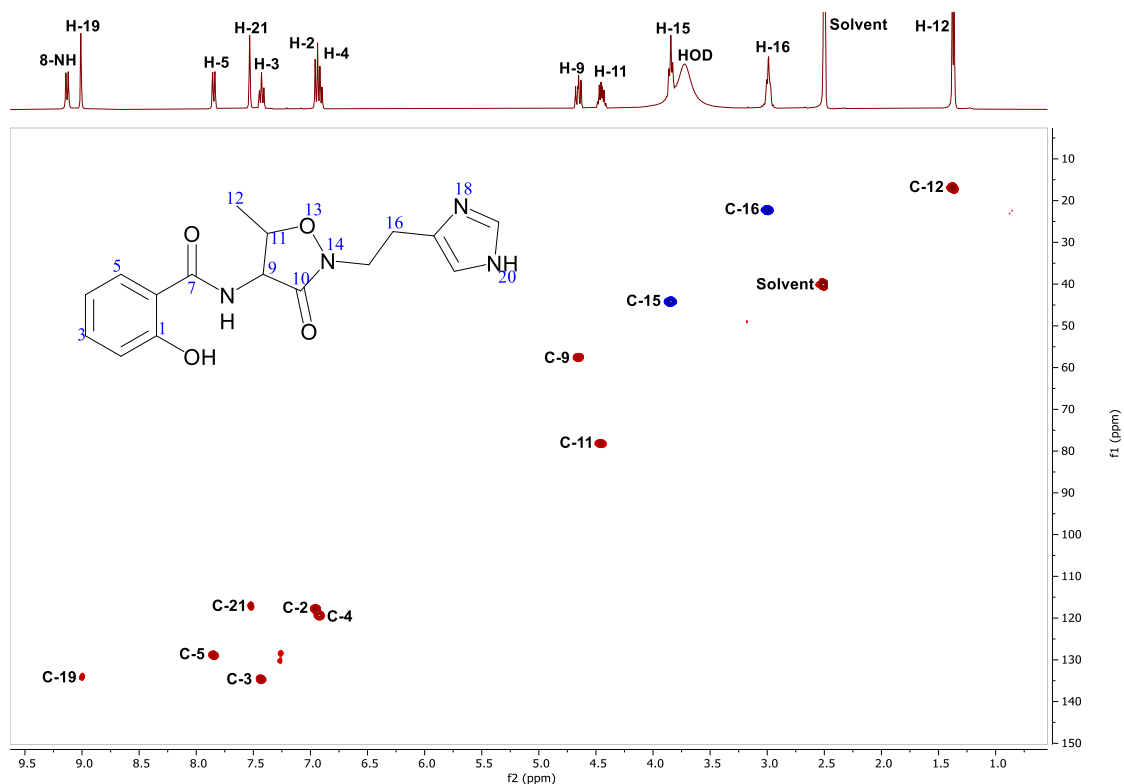 8-NH
H-19
H-5
H-21
H-3
H-2
H-4
H-9
H-11
H-15
HOD
H-16
Solvent
H-12
12
O
13
11
N
14
16
N
18
NH
20
O
5
7
9
10
N
H
O
3
1
OH
C-12
C-16
Solvent
C-15
C-9
C-11
C-21
C-2
C-4
C-5
C-19
C-3
10
20
30
40
50
60
70
80
90
100
110
120
130
140
150
f1 (ppm)
9.5 9.0 8.5 8.0 7.5 7.0 6.5 6.0 5.5 5.0 4.5 4.0 3.5 3.0 2.5 2.0 1.5 1.0
f2 (ppm)